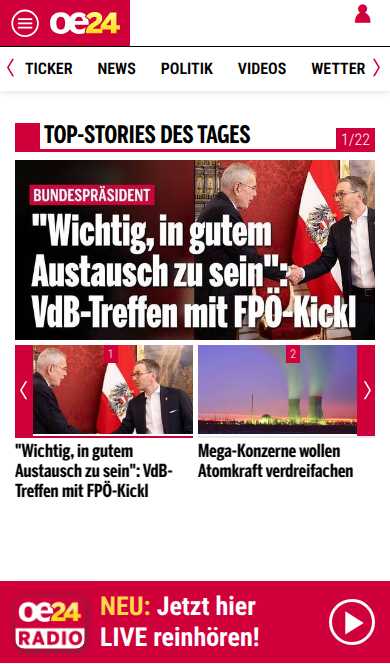 oe24
TICKER NEWS POLITIK VIDEOS WETTER
TOP-STORIES DES TAGES
1/22
BUNDESPRÄSIDENT
"Wichtig, in gutem
Austausch zu sein":
VdB-Treffen mit FPÖ-Kickl
1
2
"Wichtig, in gutem
Austausch zu sein": VdB-
Treffen mit FPÖ-Kickl
Mega-Konzerne wollen
Atomkraft verdreifachen
oe24
RADIO
NEU: Jetzt hier
LIVE reinhören!